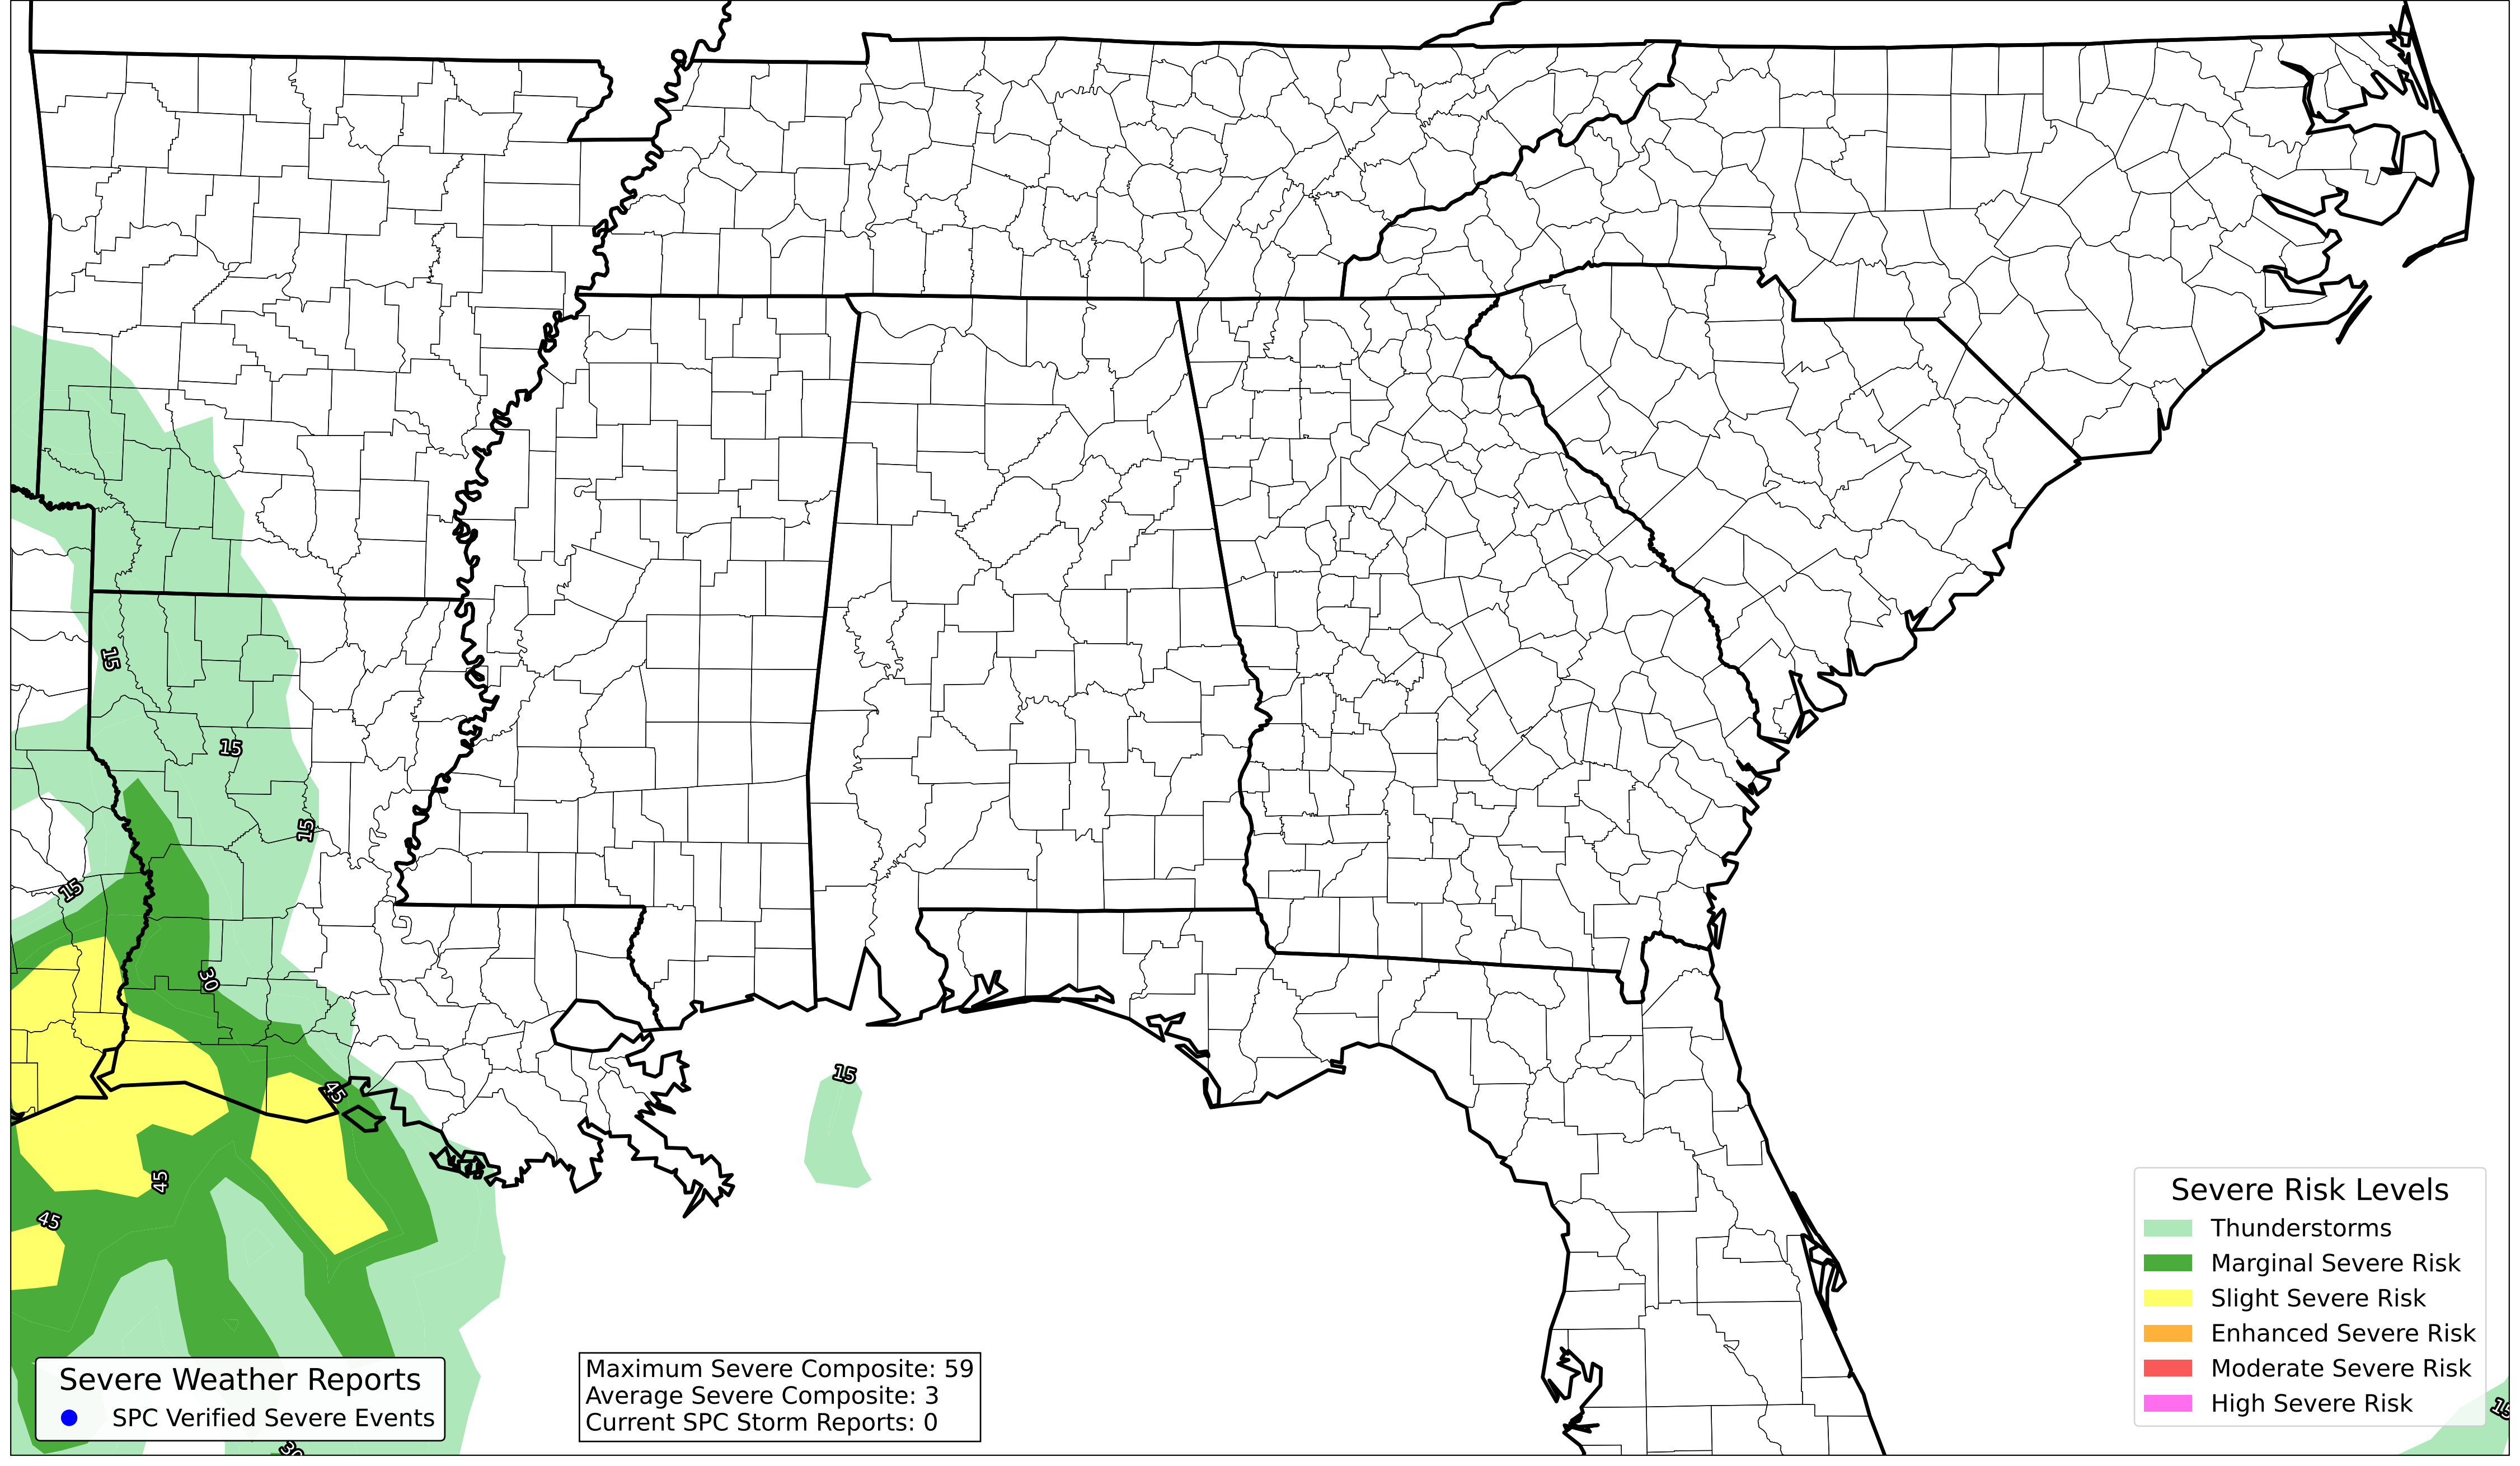 15
15
15
15
30
45
15
45
45
Severe Risk Levels
Thunderstorms
Marginal Severe Risk
Slight Severe Risk
Enhanced Severe Risk
Moderate Severe Risk
High Severe Risk
Severe Weather Reports
SPC Verified Severe Events
Maximum Severe Composite: 59
Average Severe Composite: 3
Current SPC Storm Reports: 0
15
30